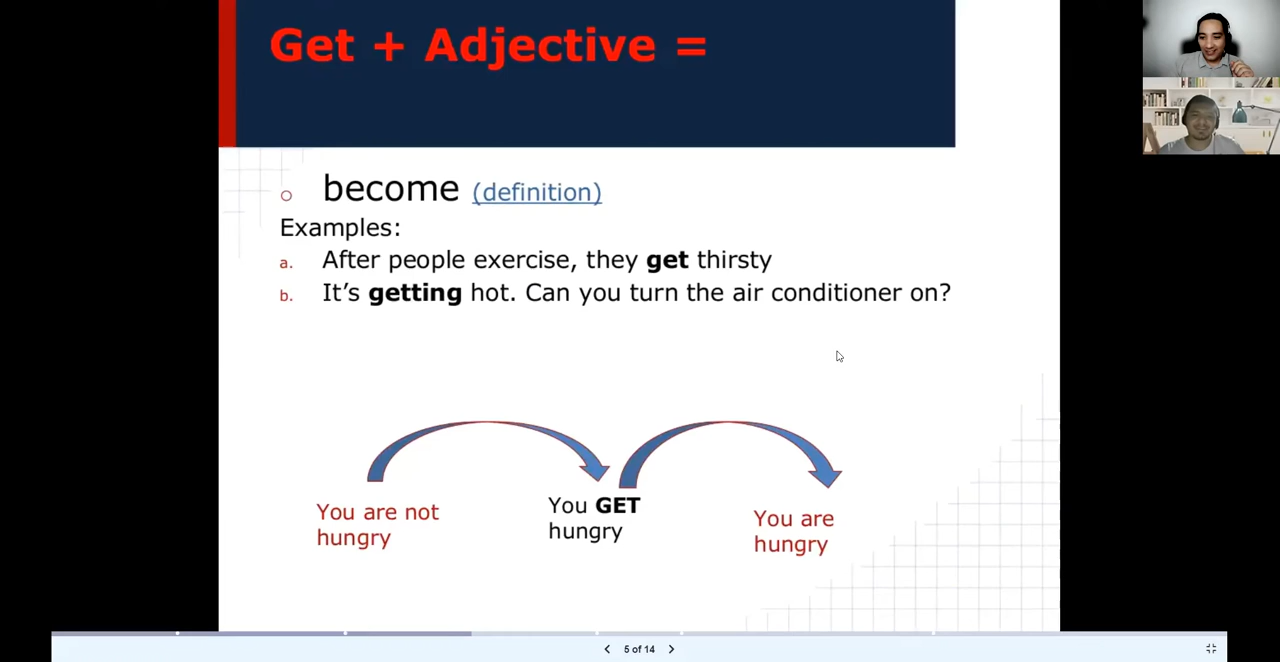 Get + Adjective =
become (definition)
Examples:
a. After people exercise, they get thirsty
b. It's getting hot. Can you turn the air conditioner on?
You are not
hungry
You GET
hungry
You are
hungry
5 of 14